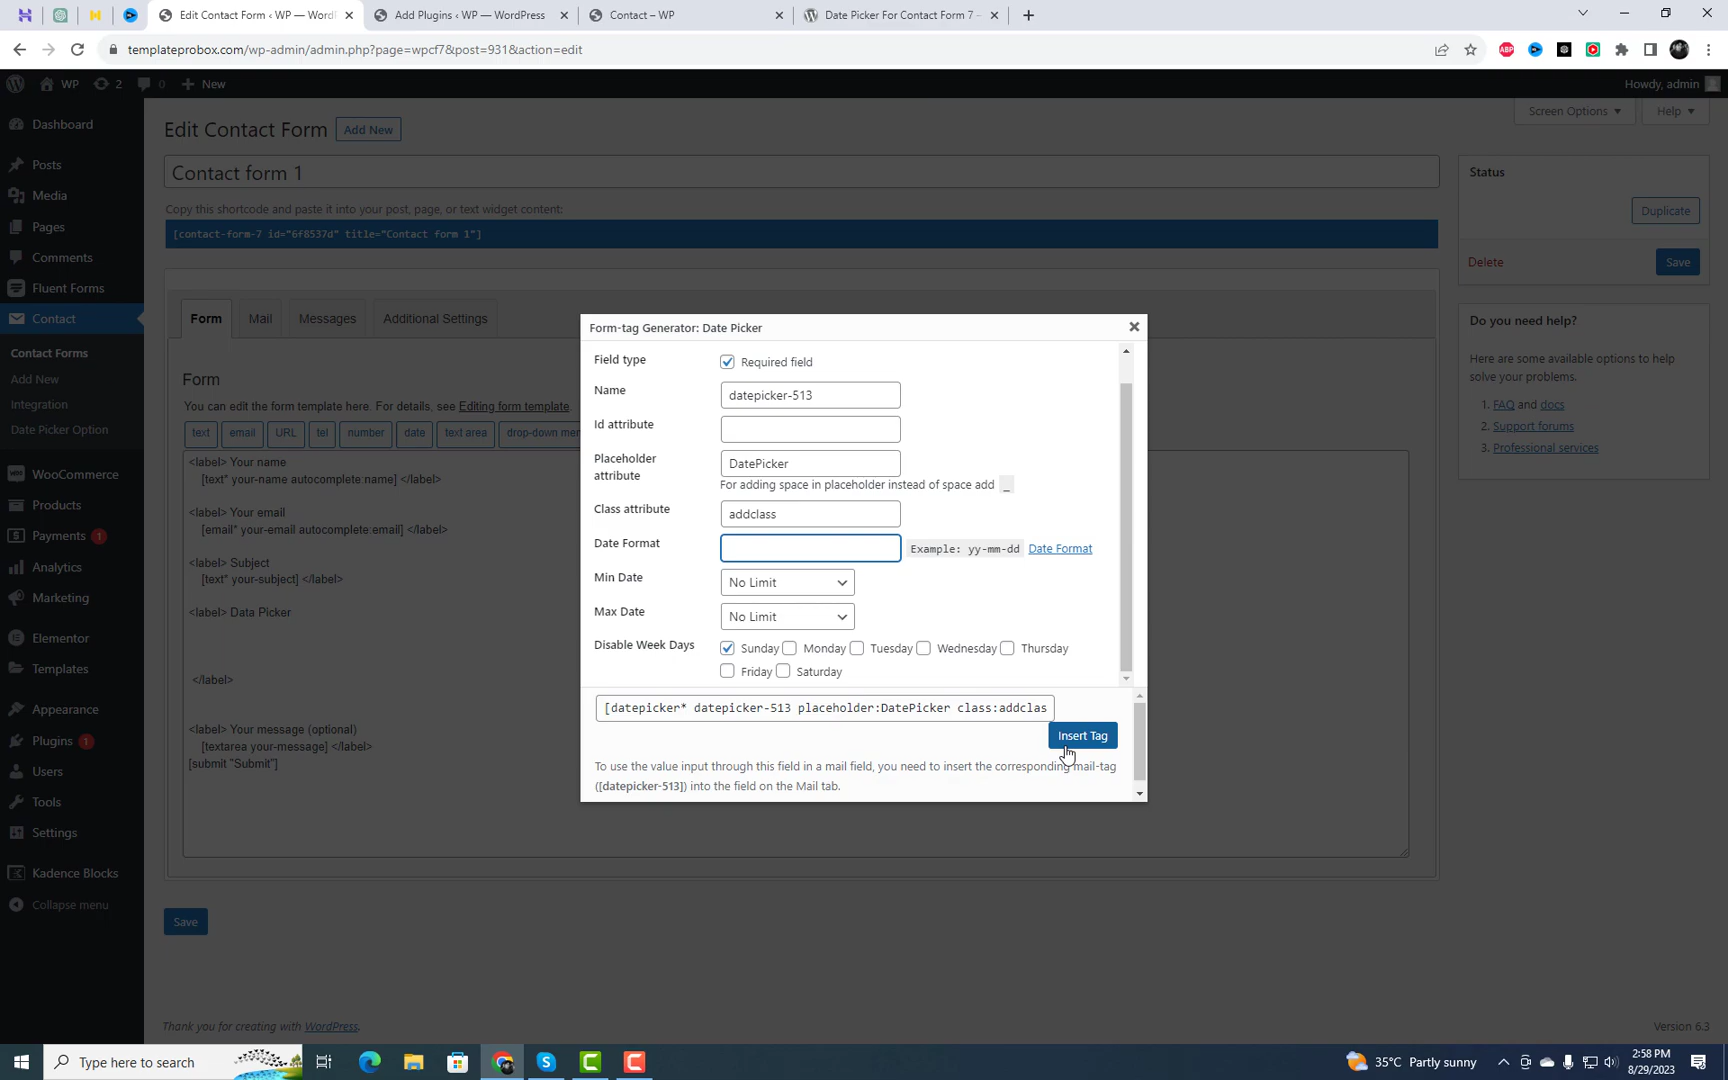 Edit Contact Form ‹ WP — WordP
Add Plugins ‹ WP — WordPress
Contact – WP
Date Picker For Contact Form 7 –
templateprobox.com/wp-admin/admin.php?page=wpcf7&post=931&action=edit
WP
2
0
New
Howdy, admin
Dashboard
Posts
Media
Pages
Comments
Fluent Forms
Contact
Contact Forms
Add New
Integration
Date Picker Option
WooCommerce
Products
Payments 1
Analytics
Marketing
Elementor
Templates
Appearance
Plugins 1
Users
Tools
Settings
Kadence Blocks
Collapse menu
Screen Options
Help
Edit Contact Form
Add New
Contact form 1
Copy this shortcode and paste it into your post, page, or text widget content:
[contact-form-7 id="6f8537d" title="Contact form 1"]
Form
Mail
Messages
Additional Settings
Form
You can edit the form template here. For details, see Editing form template.
text
email
URL
tel
number
date
text area
drop-down men
<label> Your name
[text* your-name autocomplete:name] </label>
<label> Your email
[email* your-email autocomplete:email] </label>
<label> Subject
[text* your-subject] </label>
<label> Data Picker
</label>
<label> Your message (optional)
[textarea your-message] </label>
[submit "Submit"]
Save
Status
Duplicate
Delete
Save
Do you need help?
Here are some available options to help
solve your problems.
1. FAQ and docs
2. Support forums
3. Professional services
Form-tag Generator: Date Picker
Field type
Required field
Name
datepicker-513
Id attribute
Placeholder
attribute
DatePicker
For adding space in placeholder instead of space add _
Class attribute
addclass
Date Format
Example: yy-mm-dd
Date Format
Min Date
No Limit
Max Date
No Limit
Disable Week Days
Sunday
Monday
Tuesday
Wednesday
Thursday
Friday
Saturday
[datepicker* datepicker-513 placeholder:DatePicker class:addclas
Insert Tag
To use the value input through this field in a mail field, you need to insert the corresponding mail-tag
([datepicker-513]) into the field on the Mail tab.
Thank you for creating with WordPress.
Version 6.3
Type here to search
35°C Partly sunny
2:58 PM
8/29/2023